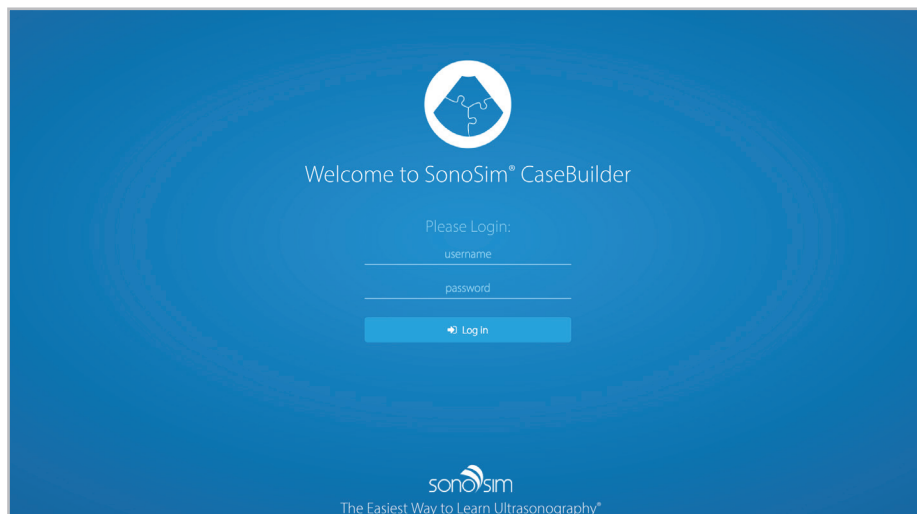 Welcome to SonoSim® CaseBuilder
Please Login:
username
password
Log In
sonosim
The Easiest Way to Learn Ultrasonography®